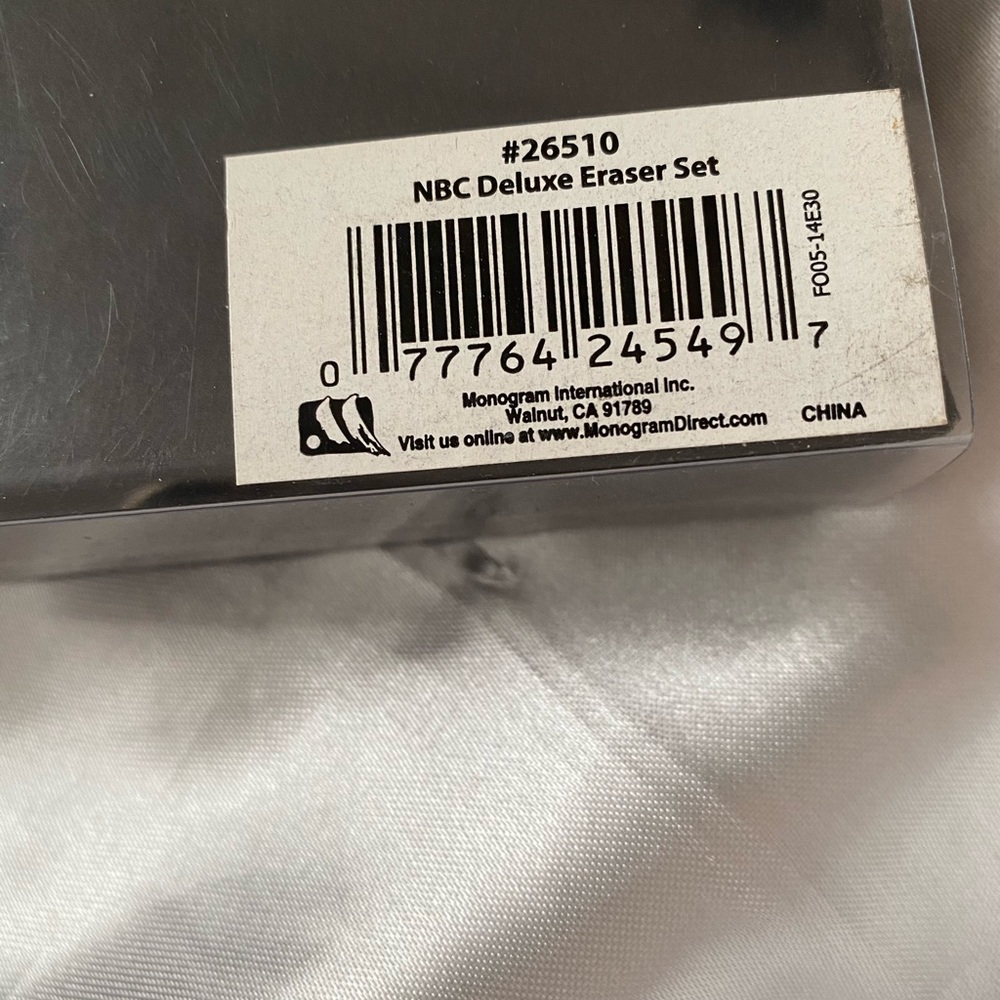 #26510
NBC Deluxe Eraser Set
FO05-14E30
0 77764 24549 7
Monogram International Inc.
Walnut, CA 91789
Visit us online at www.MonogramDirect.com
CHINA